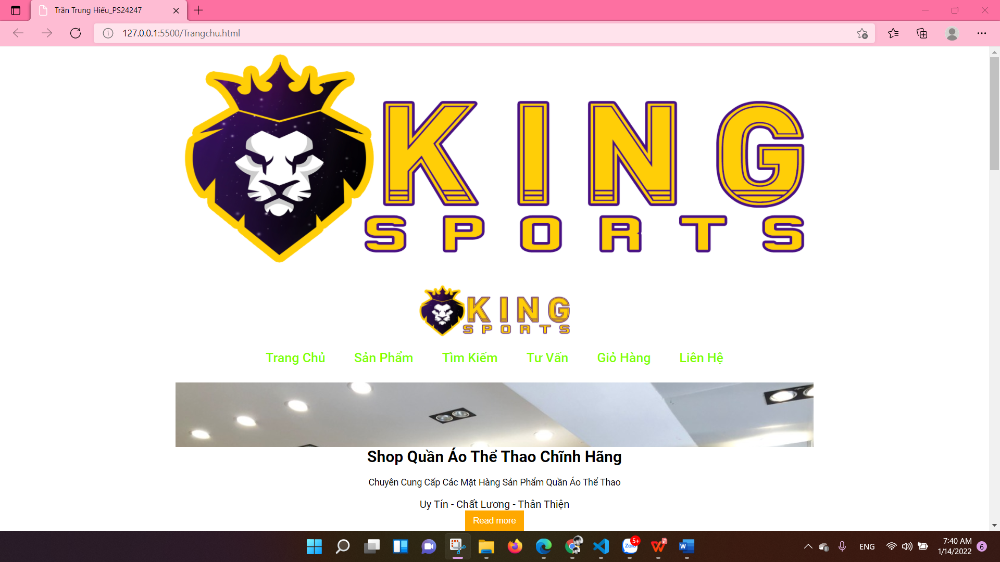 Trần Trung Hiếu_PS24247
127.0.0.1:5500/Trangchu.html
KING
SPORTS
KING
SPORTS
Trang Chủ Sản Phẩm Tìm Kiếm Tư Vấn Giỏ Hàng Liên Hệ
Shop Quần Áo Thể Thao Chĩnh Hãng
Chuyên Cung Cấp Các Mặt Hàng Sản Phẩm Quần Áo Thể Thao
Uy Tín - Chất Lương - Thân Thiện
Read more
Zalo
5+
W
P
W
ENG
7:40 AM
1/14/2022
6